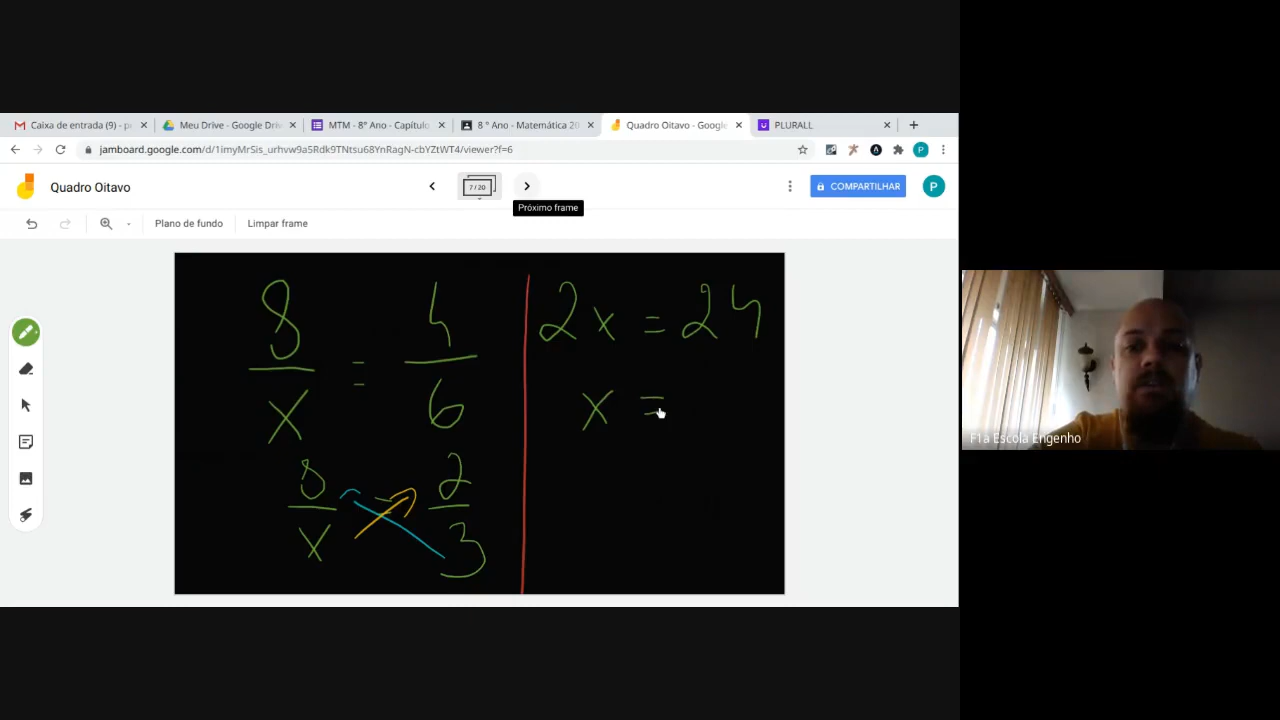 Caixa de entrada (9) - p
Meu Drive - Google Dri
MTM - 8° Ano - Capítulo
8 º Ano - Matemática 20
Quadro Oitavo - Google
PLURALL
jamboard.google.com/d/1imyMrSis_urhvw9a5Rdk9TNtsu68YnRagN-cbYZtWT4/viewer?f=6
P
Quadro Oitavo
7 / 20
COMPARTILHAR
P
Próximo frame
Plano de fundo
Limpar frame
8/x = 4/6
8/x = 2/3
2x = 24
x =
F1a Escola Engenho